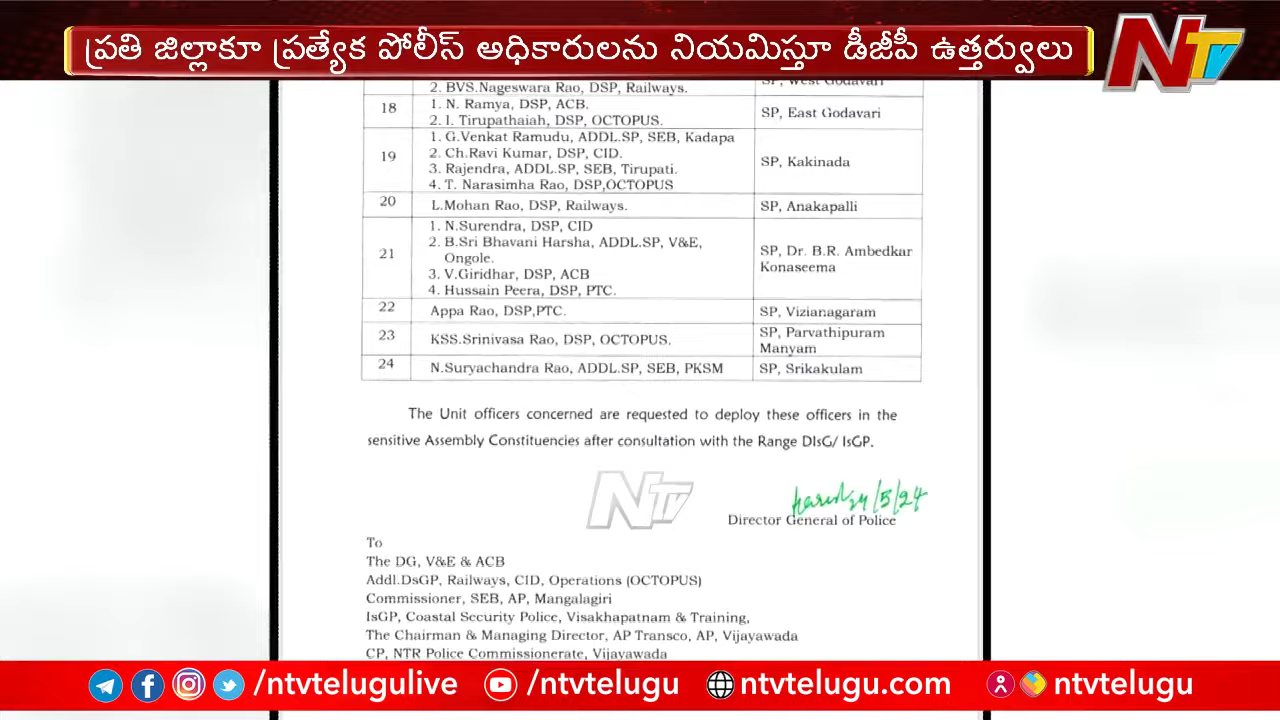 ప్రతి జిల్లాకూ ప్రత్యేక పోలీస్ అధికారులను నియమిస్తూ డీజీపీ ఉత్తర్వులు
NTV
2. BVS.Nageswara Rao, DSP, Railways.
SP, West Godavari
18
1. N. Ramya, DSP, ACB.
2. I. Tirupathaiah, DSP, OCTOPUS.
SP, East Godavari
19
1. G.Venkat Ramudu, ADDL.SP, SEB, Kadapa
2. Ch.Ravi Kumar, DSP, CID.
3. Rajendra, ADDL.SP, SEB, Tirupati.
4. T. Narasimha Rao, DSP,OCTOPUS
SP, Kakinada
20
L.Mohan Rao, DSP, Railways.
SP, Anakapalli
21
1. N.Surendra, DSP, CID
2. B.Sri Bhavani Harsha, ADDL.SP, V&E,
Ongole.
3. V.Giridhar, DSP, ACB
4. Hussain Peera, DSP, PTC.
SP, Dr. B.R. Ambedkar
Konaseema
22
Appa Rao, DSP,PTC.
SP, Vizianagaram
23
KSS.Srinivasa Rao, DSP, OCTOPUS.
SP, Parvathipuram
Manyam
24
N.Suryachandra Rao, ADDL.SP, SEB, PKSM
SP, Srikakulam
The Unit officers concerned are requested to deploy these officers in the
sensitive Assembly Constituencies after consultation with the Range DIsG/ IsGP.
NTV
24/5/24
Director General of Police
To
The DG, V&E & ACB
Addl.DsGP, Railways, CID, Operations (OCTOPUS)
Commissioner, SEB, AP, Mangalagiri
IsGP, Coastal Security Police, Visakhapatnam & Training,
The Chairman & Managing Director, AP Transco, AP, Vijayawada
CP, NTR Police Commissionerate, Vijayawada
/ntvtelugulive
/ntvtelugu
ntvtelugu.com
ntvtelugu